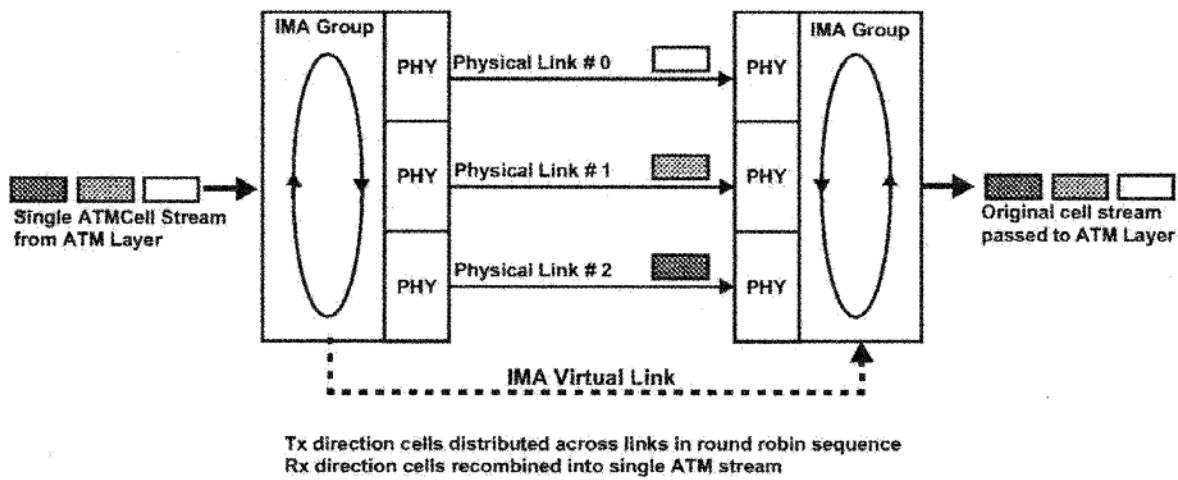 IMA Group
IMA Group
PHY
Physical Link # 0
PHY
PHY
Physical Link # 1
PHY
Single ATMCell Stream
from ATM Layer
Original cell stream
passed to ATM Layer
PHY
Physical Link # 2
PHY
IMA Virtual Link
Tx direction cells distributed across links in round robin sequence
Rx direction cells recombined into single ATM stream